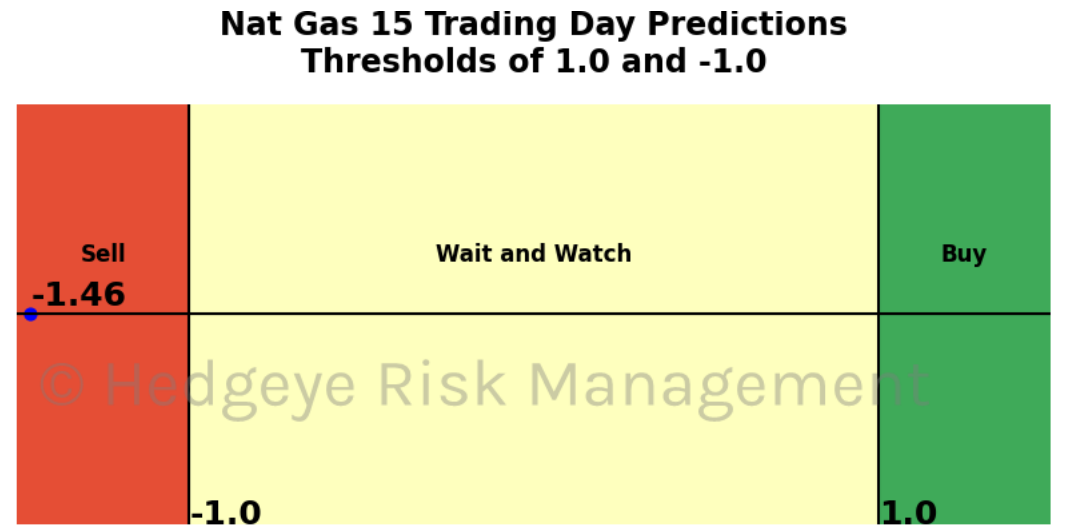 Nat Gas 15 Trading Day Predictions
Thresholds of 1.0 and -1.0
Sell
Wait and Watch
Buy
-1.46
© Hedgeye Risk Management
-1.0
1.0